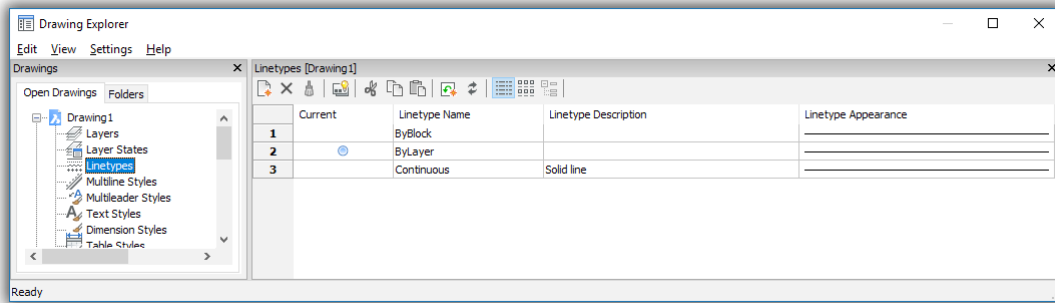 Drawing Explorer
Edit View Settings Help
Drawings
Open Drawings Folders
Drawing1
Layers
Layer States
Linetypes
Multiline Styles
Multileader Styles
Text Styles
Dimension Styles
Table Styles
Linetypes [Drawing1]
Current Linetype Name Linetype Description Linetype Appearance
1 ByBlock
2 ByLayer
3 Continuous Solid line
Ready